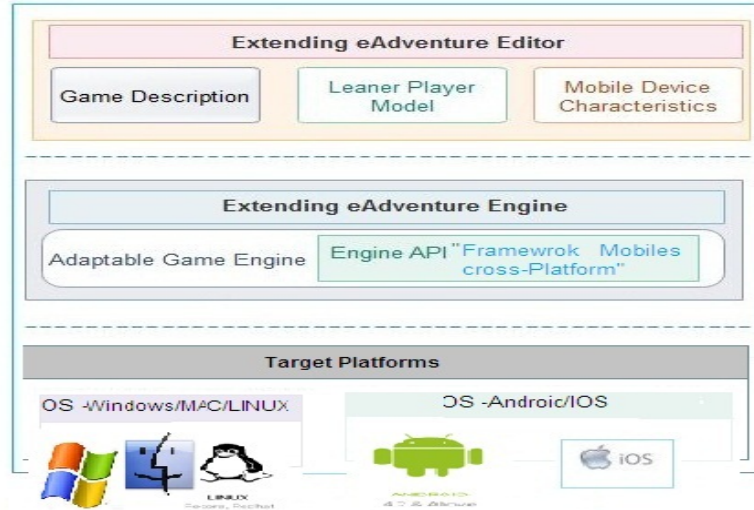 Extending eAdventure Editor
Game Description
Leaner Player
Model
Mobile Device
Characteristics
Extending eAdventure Engine
Adaptable Game Engine
Engine API "Framewrok Mobiles
cross-Platform"
Target Platforms
OS -Windows/MAC/LINUX
OS -Androic/IOS
LINUX
ANDROID
iOS